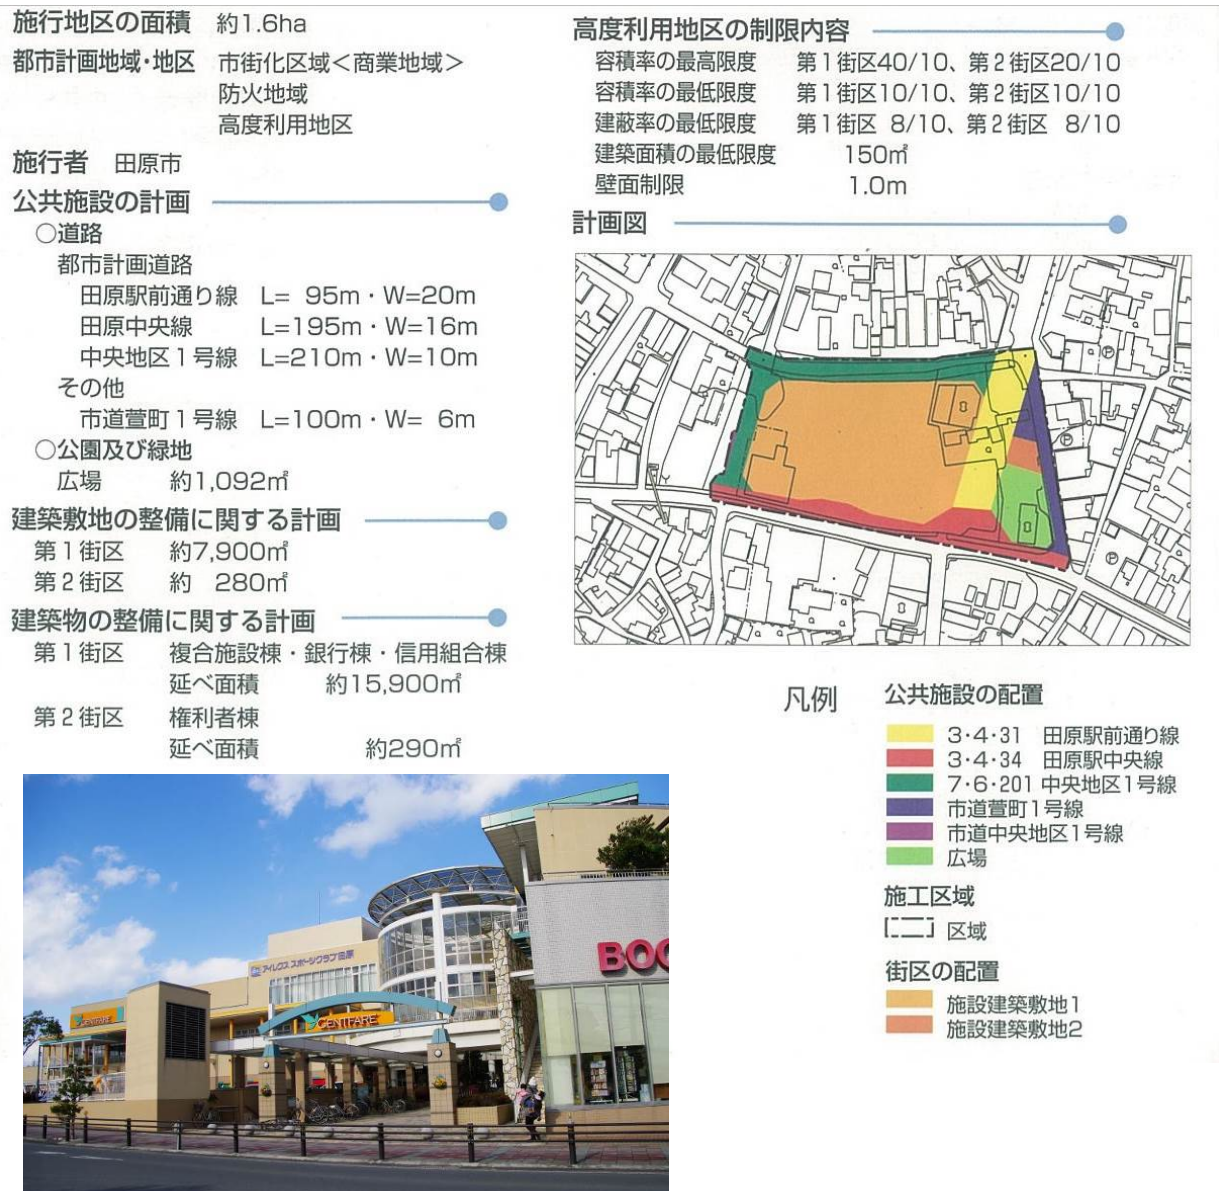 施行地区の面積 約1.6ha
都市計画地域・地区 市街化区域<商業地域>
防火地域
高度利用地区
施行者 田原市
公共施設の計画
○道路
都市計画道路
田原駅前通り線 L= 95m・W=20m
田原中央線 L=195m・W=16m
中央地区1号線 L=210m・W=10m
その他
市道萱町1号線 L=100m・W= 6m
○公園及び緑地
広場 約1,092㎡
建築敷地の整備に関する計画
第1街区 約7,900㎡
第2街区 約 280㎡
建築物の整備に関する計画
第1街区 複合施設棟・銀行棟・信用組合棟
延べ面積 約15,900㎡
第2街区 権利者棟
延べ面積 約290㎡
高度利用地区の制限内容
容積率の最高限度 第1街区40/10、第2街区20/10
容積率の最低限度 第1街区10/10、第2街区10/10
建蔽率の最低限度 第1街区 8/10、第2街区 8/10
建築面積の最低限度 150㎡
壁面制限 1.0m
計画図
P
P
P
凡例 公共施設の配置
3・4・31 田原駅前通り線
3・4・34 田原駅中央線
7・6・201 中央地区1号線
市道萱町1号線
市道中央地区1号線
広場
施工区域
区域
街区の配置
施設建築敷地1
施設建築敷地2
アイレクス スポーツクラブ田原
CENTFARE
CENTFARE
BOO